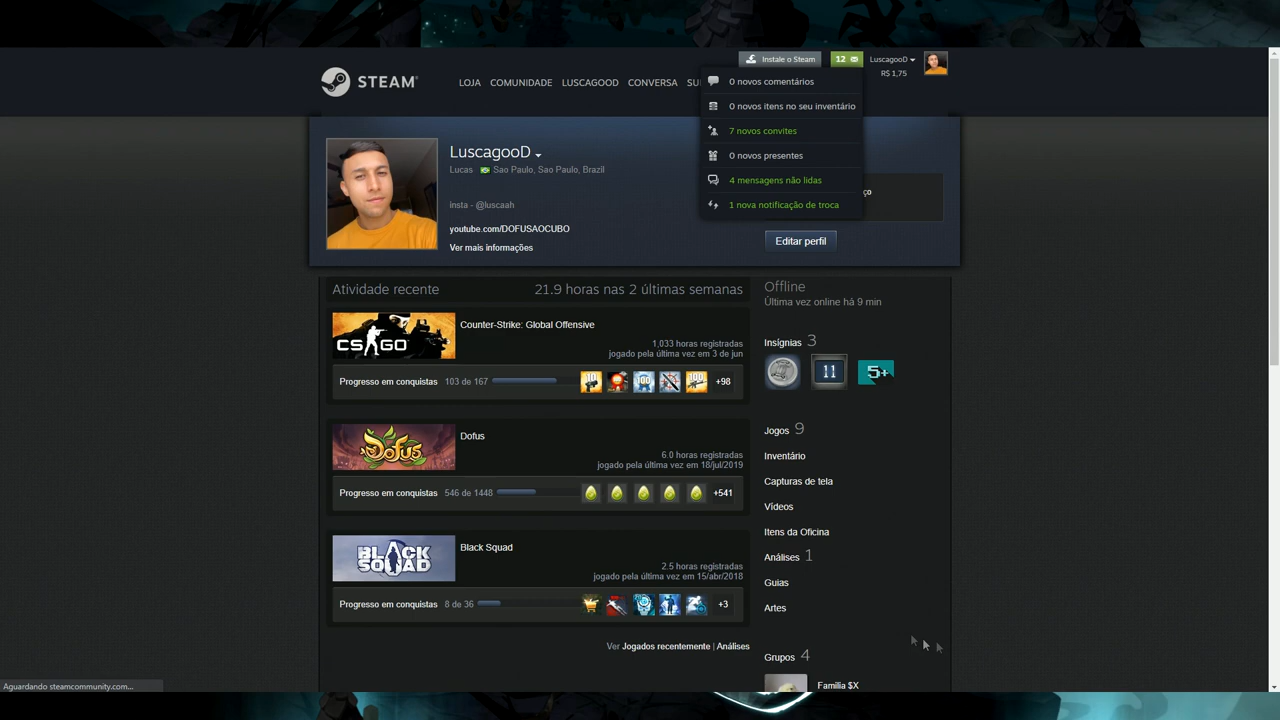 Instale o Steam
12
LuscagooD
R$ 1,75
STEAM
LOJA COMUNIDADE LUSCAGOOD CONVERSA
0 novos comentários
0 novos itens no seu inventário
7 novos convites
0 novos presentes
4 mensagens não lidas
1 nova notificação de troca
LuscagooD
Lucas Sao Paulo, Sao Paulo, Brazil
insta - @luscaah
youtube.com/DOFUSAOCUBO
Ver mais informações
Editar perfil
Atividade recente 21.9 horas nas 2 últimas semanas
CS GO
Counter-Strike: Global Offensive
1,033 horas registradas
jogado pela última vez em 3 de jun
Progresso em conquistas 103 de 167 +98
DOFUS
Dofus
6.0 horas registradas
jogado pela última vez em 18/jul/2019
Progresso em conquistas 546 de 1448 +541
BLACK SQUAD
Black Squad
2.5 horas registradas
jogado pela última vez em 15/abr/2018
Progresso em conquistas 8 de 36 +3
Ver Jogados recentemente | Análises
Offline
Última vez online há 9 min
Insígnias 3
11 5+
Jogos 9
Inventário
Capturas de tela
Vídeos
Itens da Oficina
Análises 1
Guias
Artes
Grupos 4
Familia $X
Aguardando steamcommunity.com...